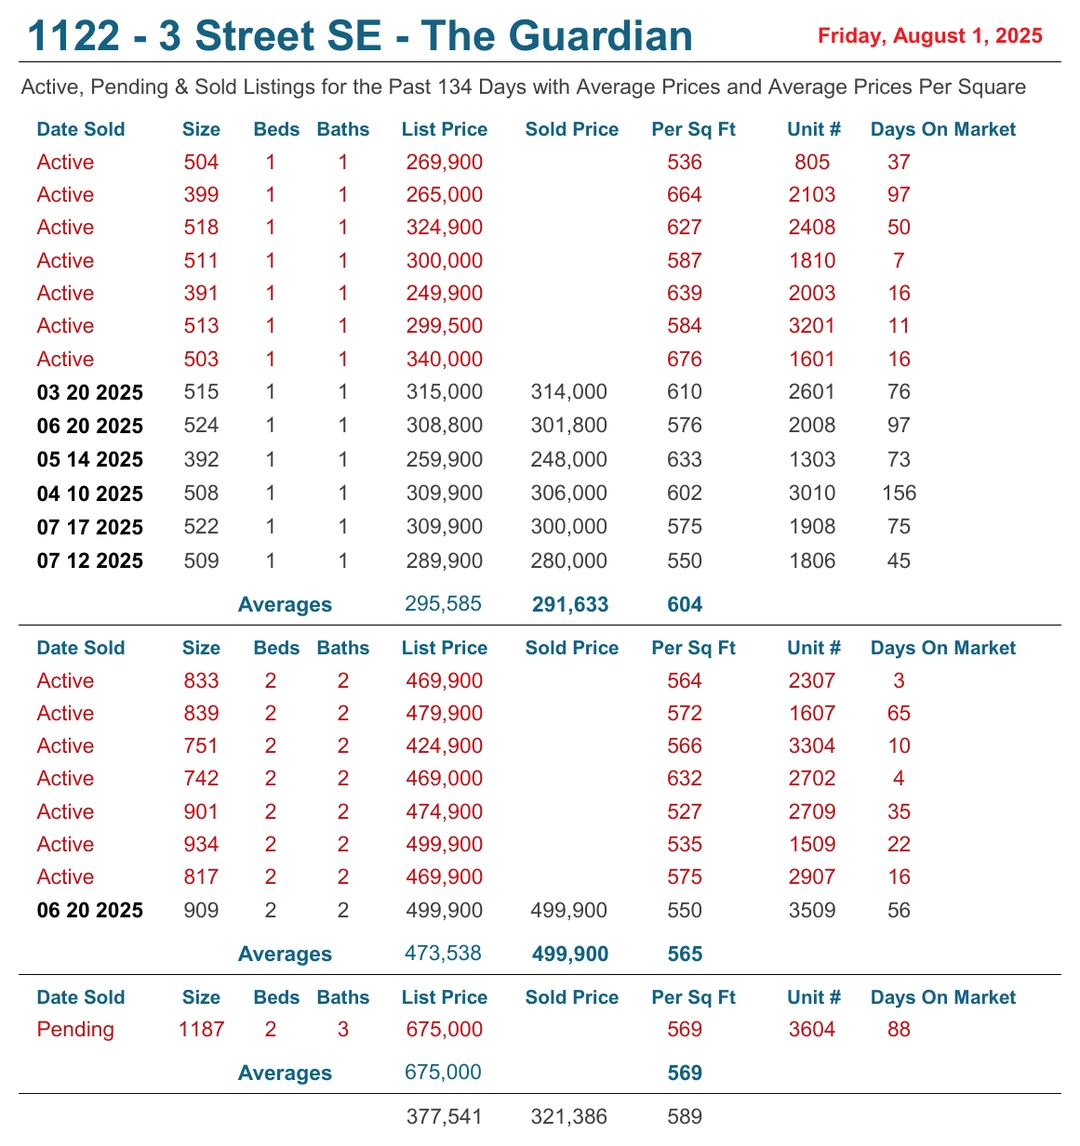 1122 - 3 Street SE - The Guardian Friday, August 1, 2025
Active, Pending & Sold Listings for the Past 134 Days with Average Prices and Average Prices Per Square
Date Sold Size Beds Baths List Price Sold Price Per Sq Ft Unit # Days On Market
Active 504 1 1 269,900 536 805 37
Active 399 1 1 265,000 664 2103 97
Active 518 1 1 324,900 627 2408 50
Active 511 1 1 300,000 587 1810 7
Active 391 1 1 249,900 639 2003 16
Active 513 1 1 299,500 584 3201 11
Active 503 1 1 340,000 676 1601 16
03 20 2025 515 1 1 315,000 314,000 610 2601 76
06 20 2025 524 1 1 308,800 301,800 576 2008 97
05 14 2025 392 1 1 259,900 248,000 633 1303 73
04 10 2025 508 1 1 309,900 306,000 602 3010 156
07 17 2025 522 1 1 309,900 300,000 575 1908 75
07 12 2025 509 1 1 289,900 280,000 550 1806 45
Averages 295,585 291,633 604
Date Sold Size Beds Baths List Price Sold Price Per Sq Ft Unit # Days On Market
Active 833 2 2 469,900 564 2307 3
Active 839 2 2 479,900 572 1607 65
Active 751 2 2 424,900 566 3304 10
Active 742 2 2 469,000 632 2702 4
Active 901 2 2 474,900 527 2709 35
Active 934 2 2 499,900 535 1509 22
Active 817 2 2 469,900 575 2907 16
06 20 2025 909 2 2 499,900 499,900 550 3509 56
Averages 473,538 499,900 565
Date Sold Size Beds Baths List Price Sold Price Per Sq Ft Unit # Days On Market
Pending 1187 2 3 675,000 569 3604 88
Averages 675,000 569
377,541 321,386 589